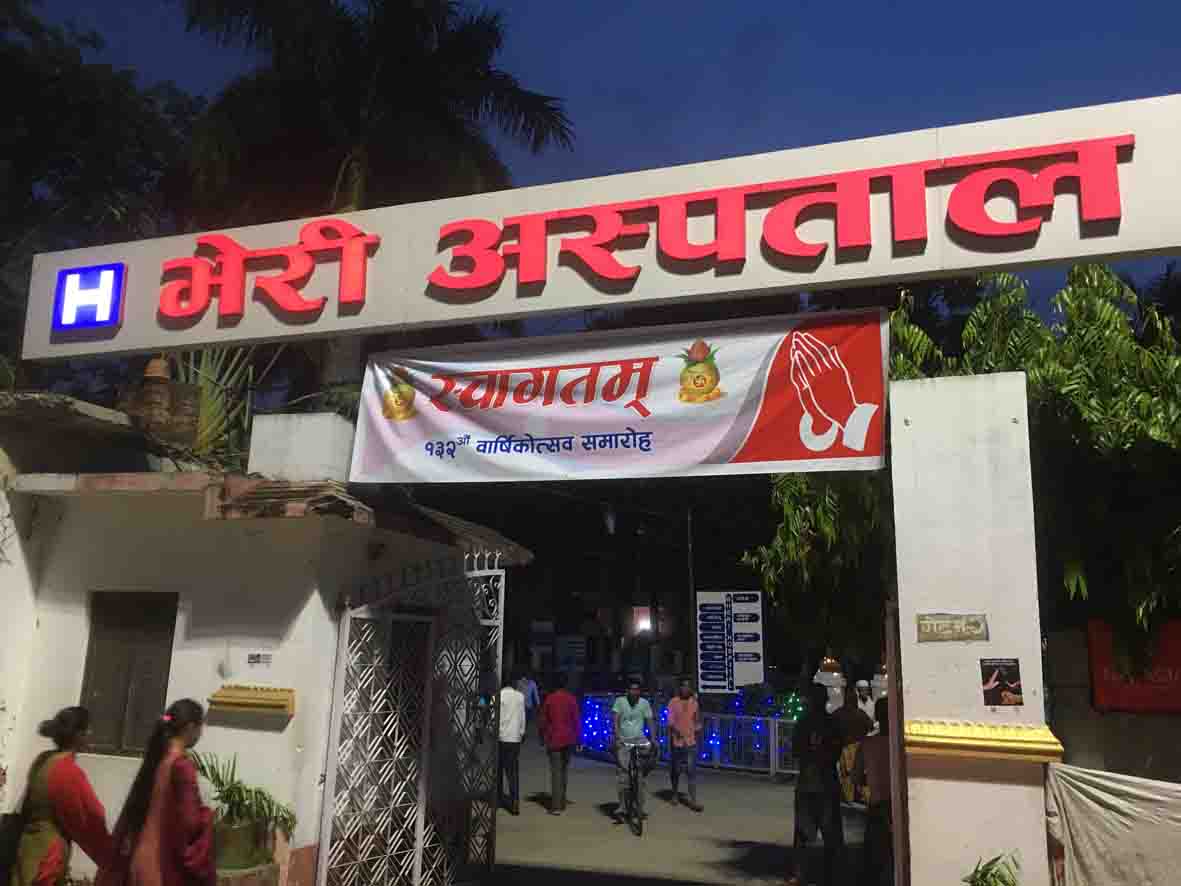 H भेरी अस्पताल
स्वागतम्
१३२औं वार्षिकोत्सव समारोह